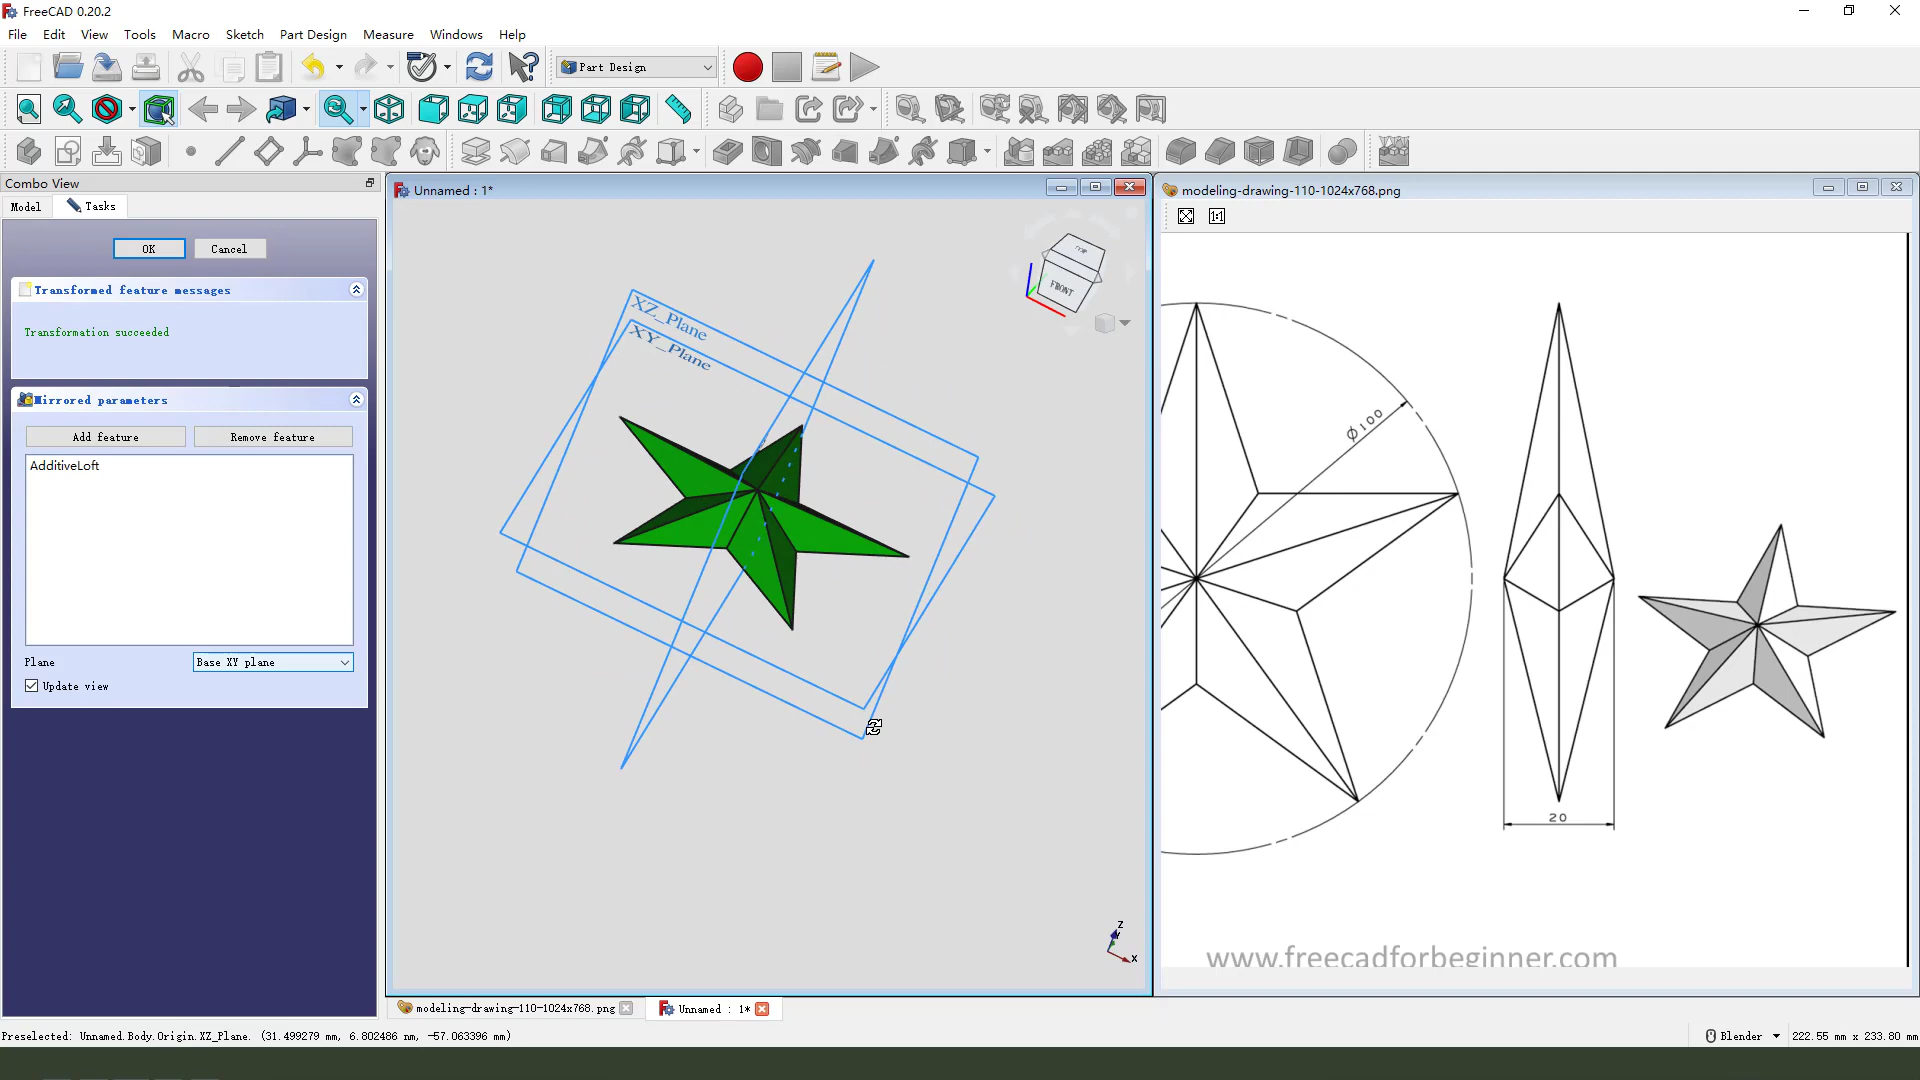 FreeCAD 0.20.2
File Edit View Tools Macro Sketch Part Design Measure Windows Help
Part Design
Combo View
Model Tasks
OK Cancel
Transformed feature messages
Transformation succeeded
Mirrored parameters
Add feature Remove feature
AdditiveLoft
Plane Base XY plane
Update view
Unnamed : 1*
XZ_Plane
XY_Plane
TOP
FRONT
Z
X
modeling-drawing-110-1024x768.png
1:1
Ø100
20
www.freecadforbeginner.com
modeling-drawing-110-1024x768.png Unnamed : 1*
Preselected: Unnamed.Body.Origin.XZ_Plane. (31.499279 mm, 6.802486 nm, -57.063396 mm)
Blender 222.55 mm x 233.80 mm